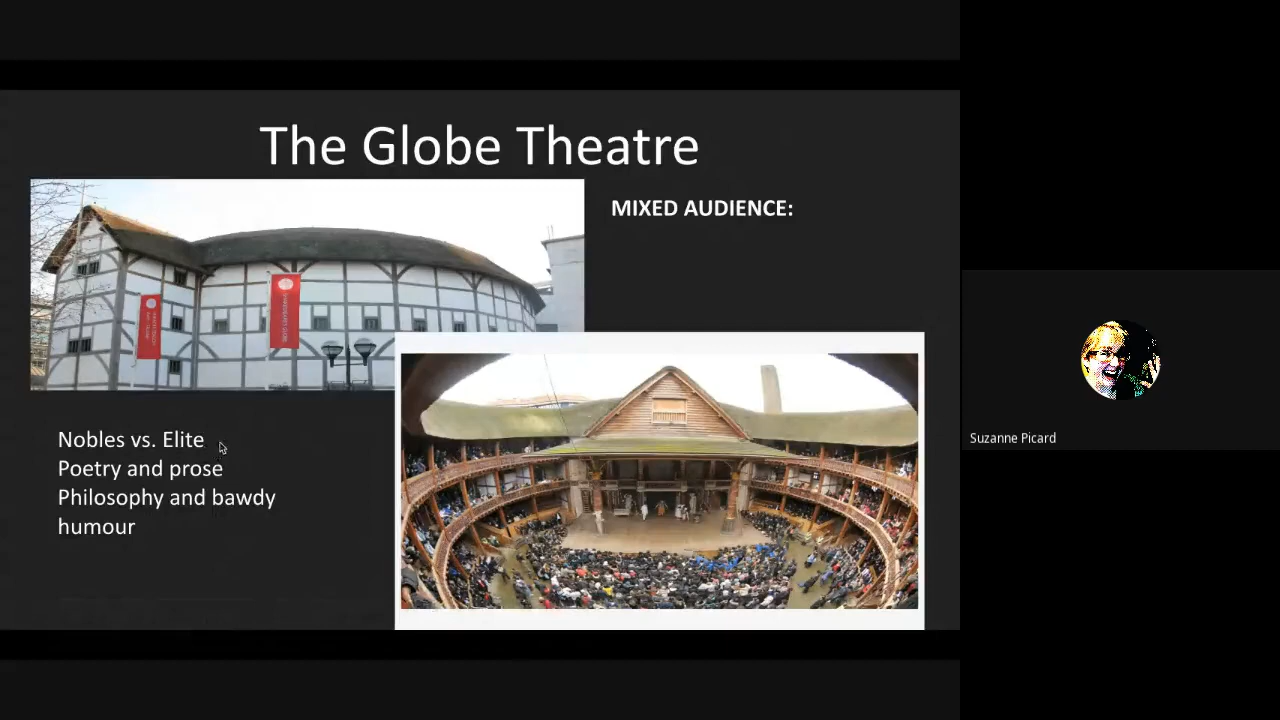 The Globe Theatre
MIXED AUDIENCE:
Nobles vs. Elite
Poetry and prose
Philosophy and bawdy
humour
Suzanne Picard